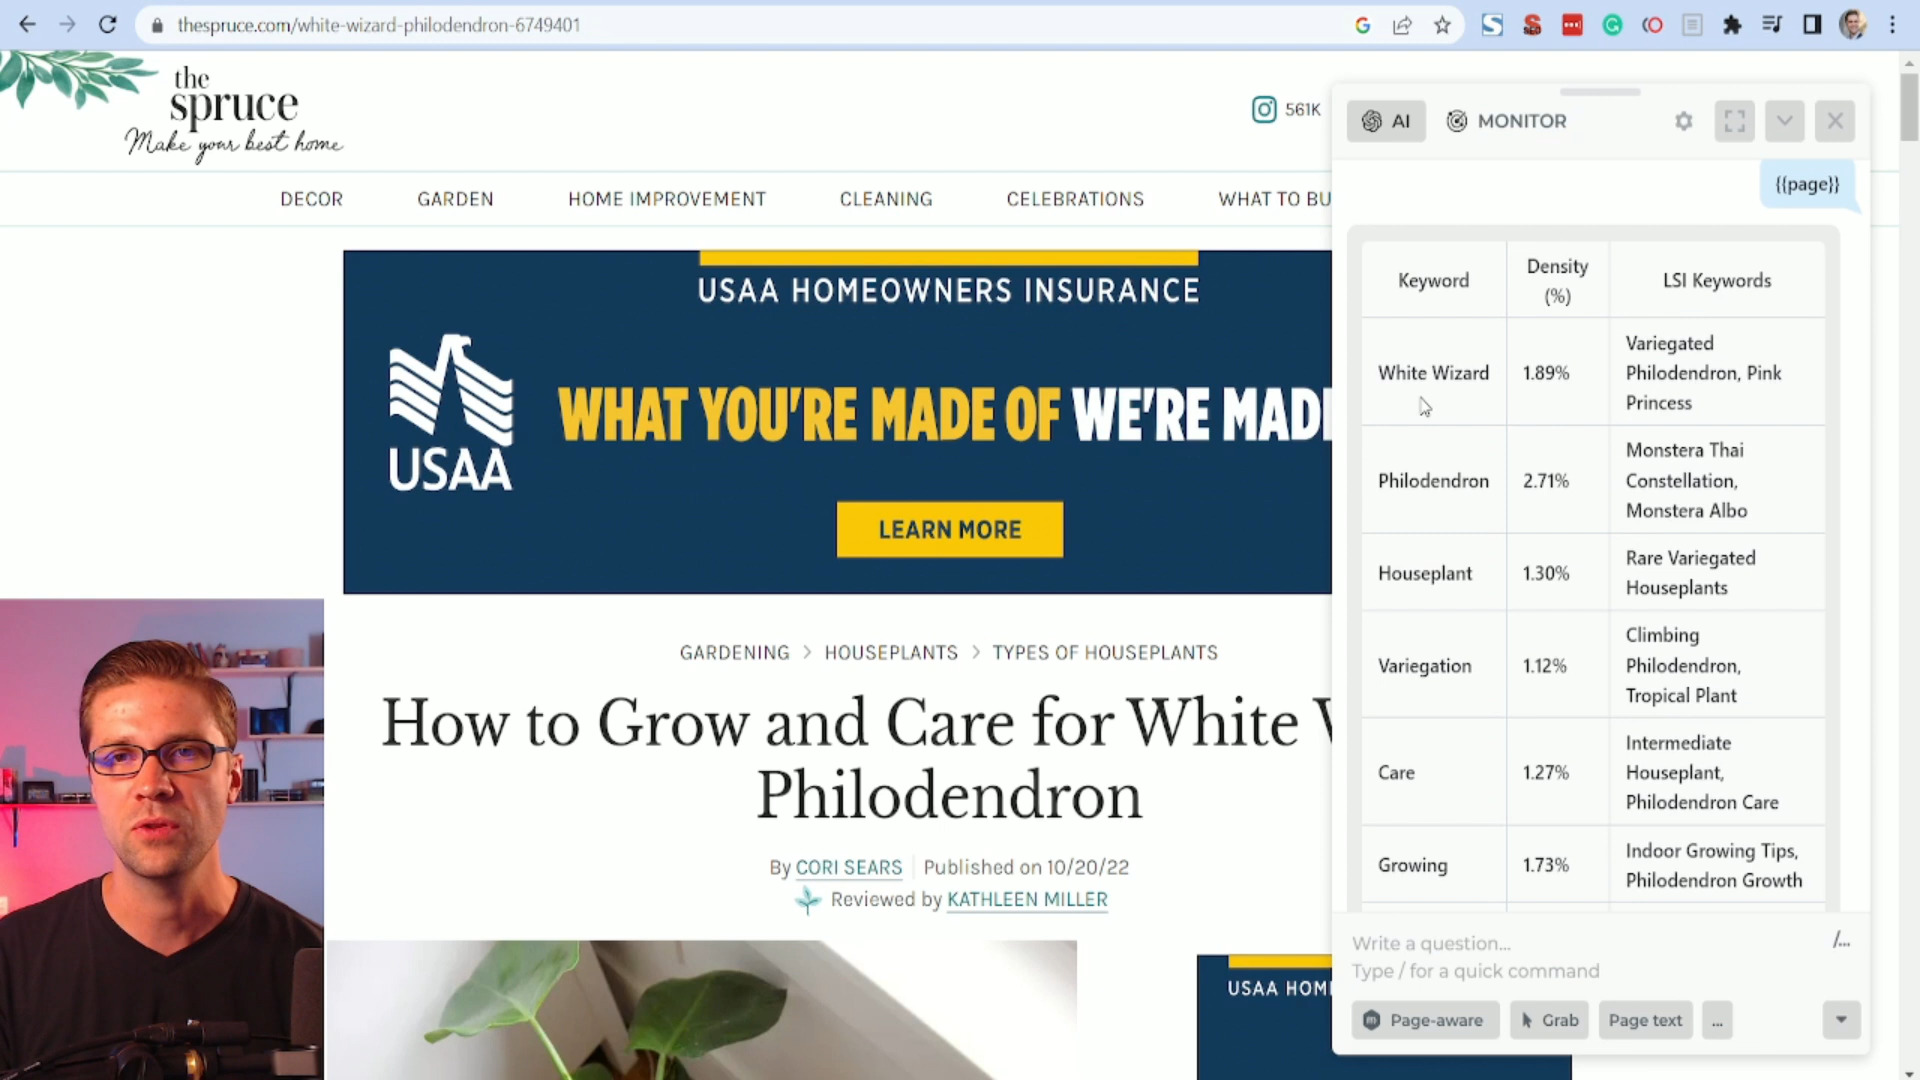 thespruce.com/white-wizard-philodendron-6749401
the
spruce
Make your best home
561K
DECOR
GARDEN
HOME IMPROVEMENT
CLEANING
CELEBRATIONS
WHAT TO BU
USAA HOMEOWNERS INSURANCE
USAA
WHAT YOU'RE MADE OF WE'RE MAD
LEARN MORE
GARDENING > HOUSEPLANTS > TYPES OF HOUSEPLANTS
How to Grow and Care for White
Philodendron
By CORI SEARS Published on 10/20/22
Reviewed by KATHLEEN MILLER
USAA HOM
AI
MONITOR
{{page}}
Keyword
Density
(%)
LSI Keywords
White Wizard
1.89%
Variegated
Philodendron, Pink
Princess
Philodendron
2.71%
Monstera Thai
Constellation,
Monstera Albo
Houseplant
1.30%
Rare Variegated
Houseplants
Variegation
1.12%
Climbing
Philodendron,
Tropical Plant
Care
1.27%
Intermediate
Houseplant,
Philodendron Care
Growing
1.73%
Indoor Growing Tips,
Philodendron Growth
Write a question...
/...
Type / for a quick command
Page-aware
Grab
Page text
...